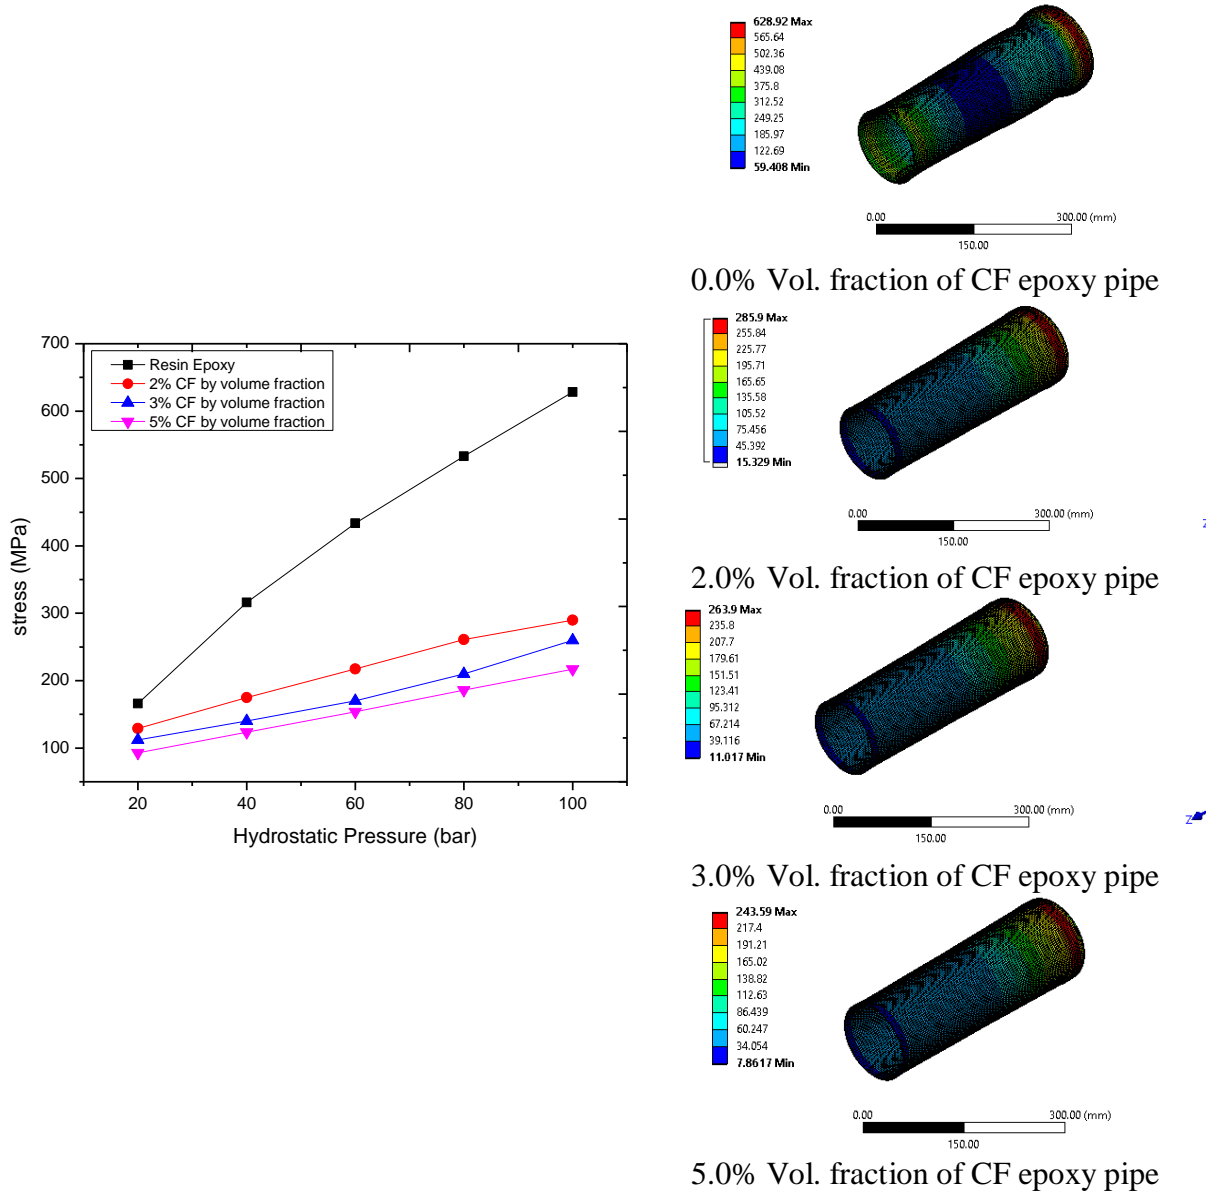 700
600
500
400
300
200
100
stress (MPa)
Resin Epoxy
2% CF by volume fraction
3% CF by volume fraction
5% CF by volume fraction
20
40
60
80
100
Hydrostatic Pressure (bar)
628.92 Max
565.64
502.36
439.08
375.8
312.52
249.25
185.97
122.69
59.408 Min
0.00
300.00 (mm)
150.00
0.0% Vol. fraction of CF epoxy pipe
285.9 Max
255.84
225.77
195.71
165.65
135.58
105.52
75.456
45.392
15.329 Min
0.00
300.00 (mm)
150.00
Z
2.0% Vol. fraction of CF epoxy pipe
263.9 Max
235.8
207.7
179.61
151.51
123.41
95.312
67.214
39.116
11.017 Min
0.00
300.00 (mm)
150.00
Z
3.0% Vol. fraction of CF epoxy pipe
243.59 Max
217.4
191.21
165.02
138.82
112.63
86.439
60.247
34.054
7.8617 Min
0.00
300.00 (mm)
150.00
5.0% Vol. fraction of CF epoxy pipe